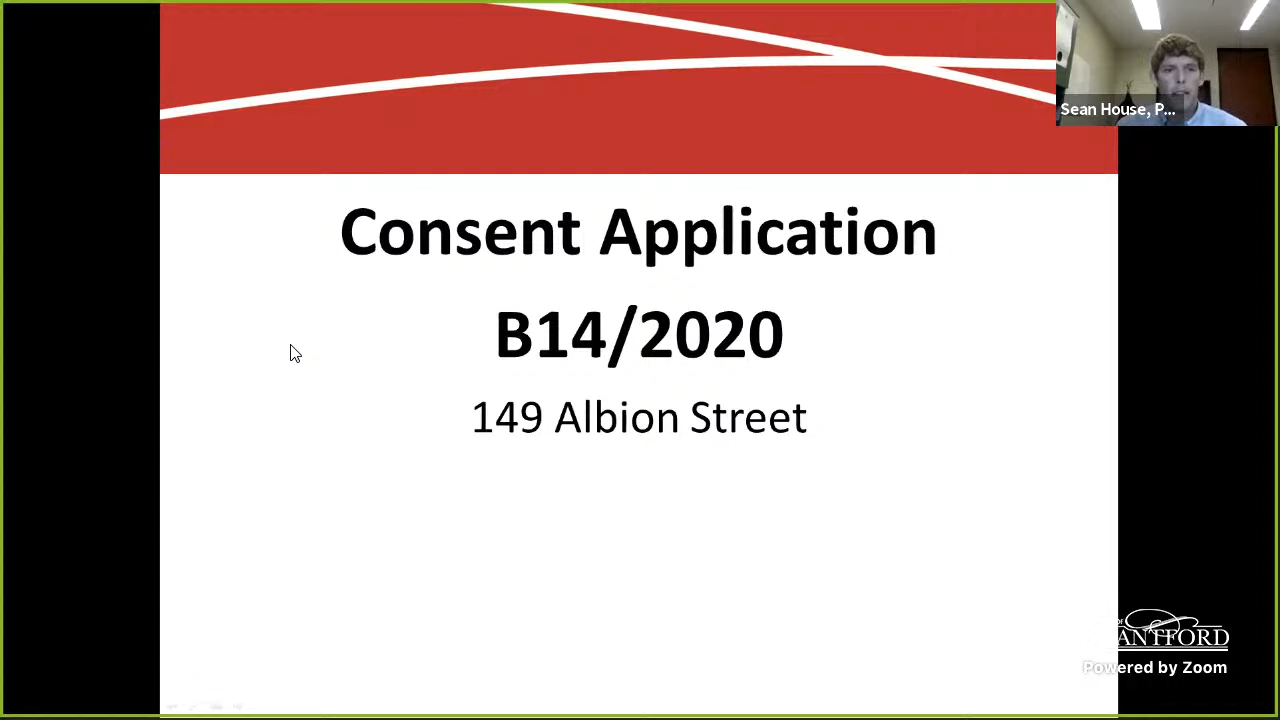 Sean House, P...
Consent Application
B14/2020
149 Albion Street
Powered by Zoom